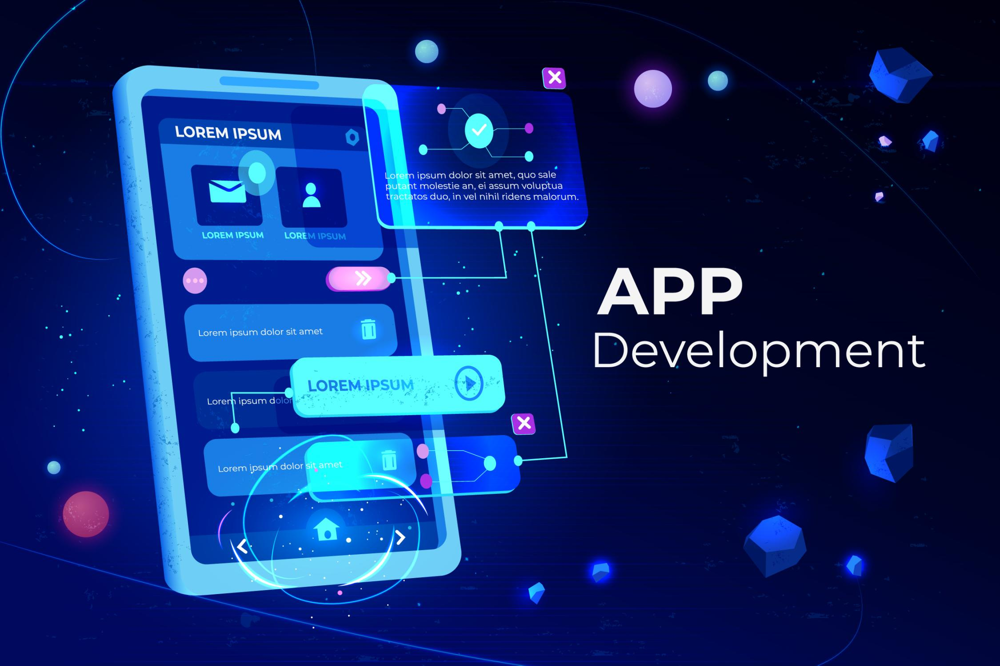 LOREM IPSUM
LOREM IPSUM
LOREM IPSUM
Lorem ipsum dolor sit amet, quo sale
putant molestie an, ei assum voluptua
tractatos duo, in vel nihil ridens malorum.
APP
Development
Lorem ipsum dolor sit amet
LOREM IPSUM
Lorem ipsum dolor
Lorem ipsum dolor sit amet